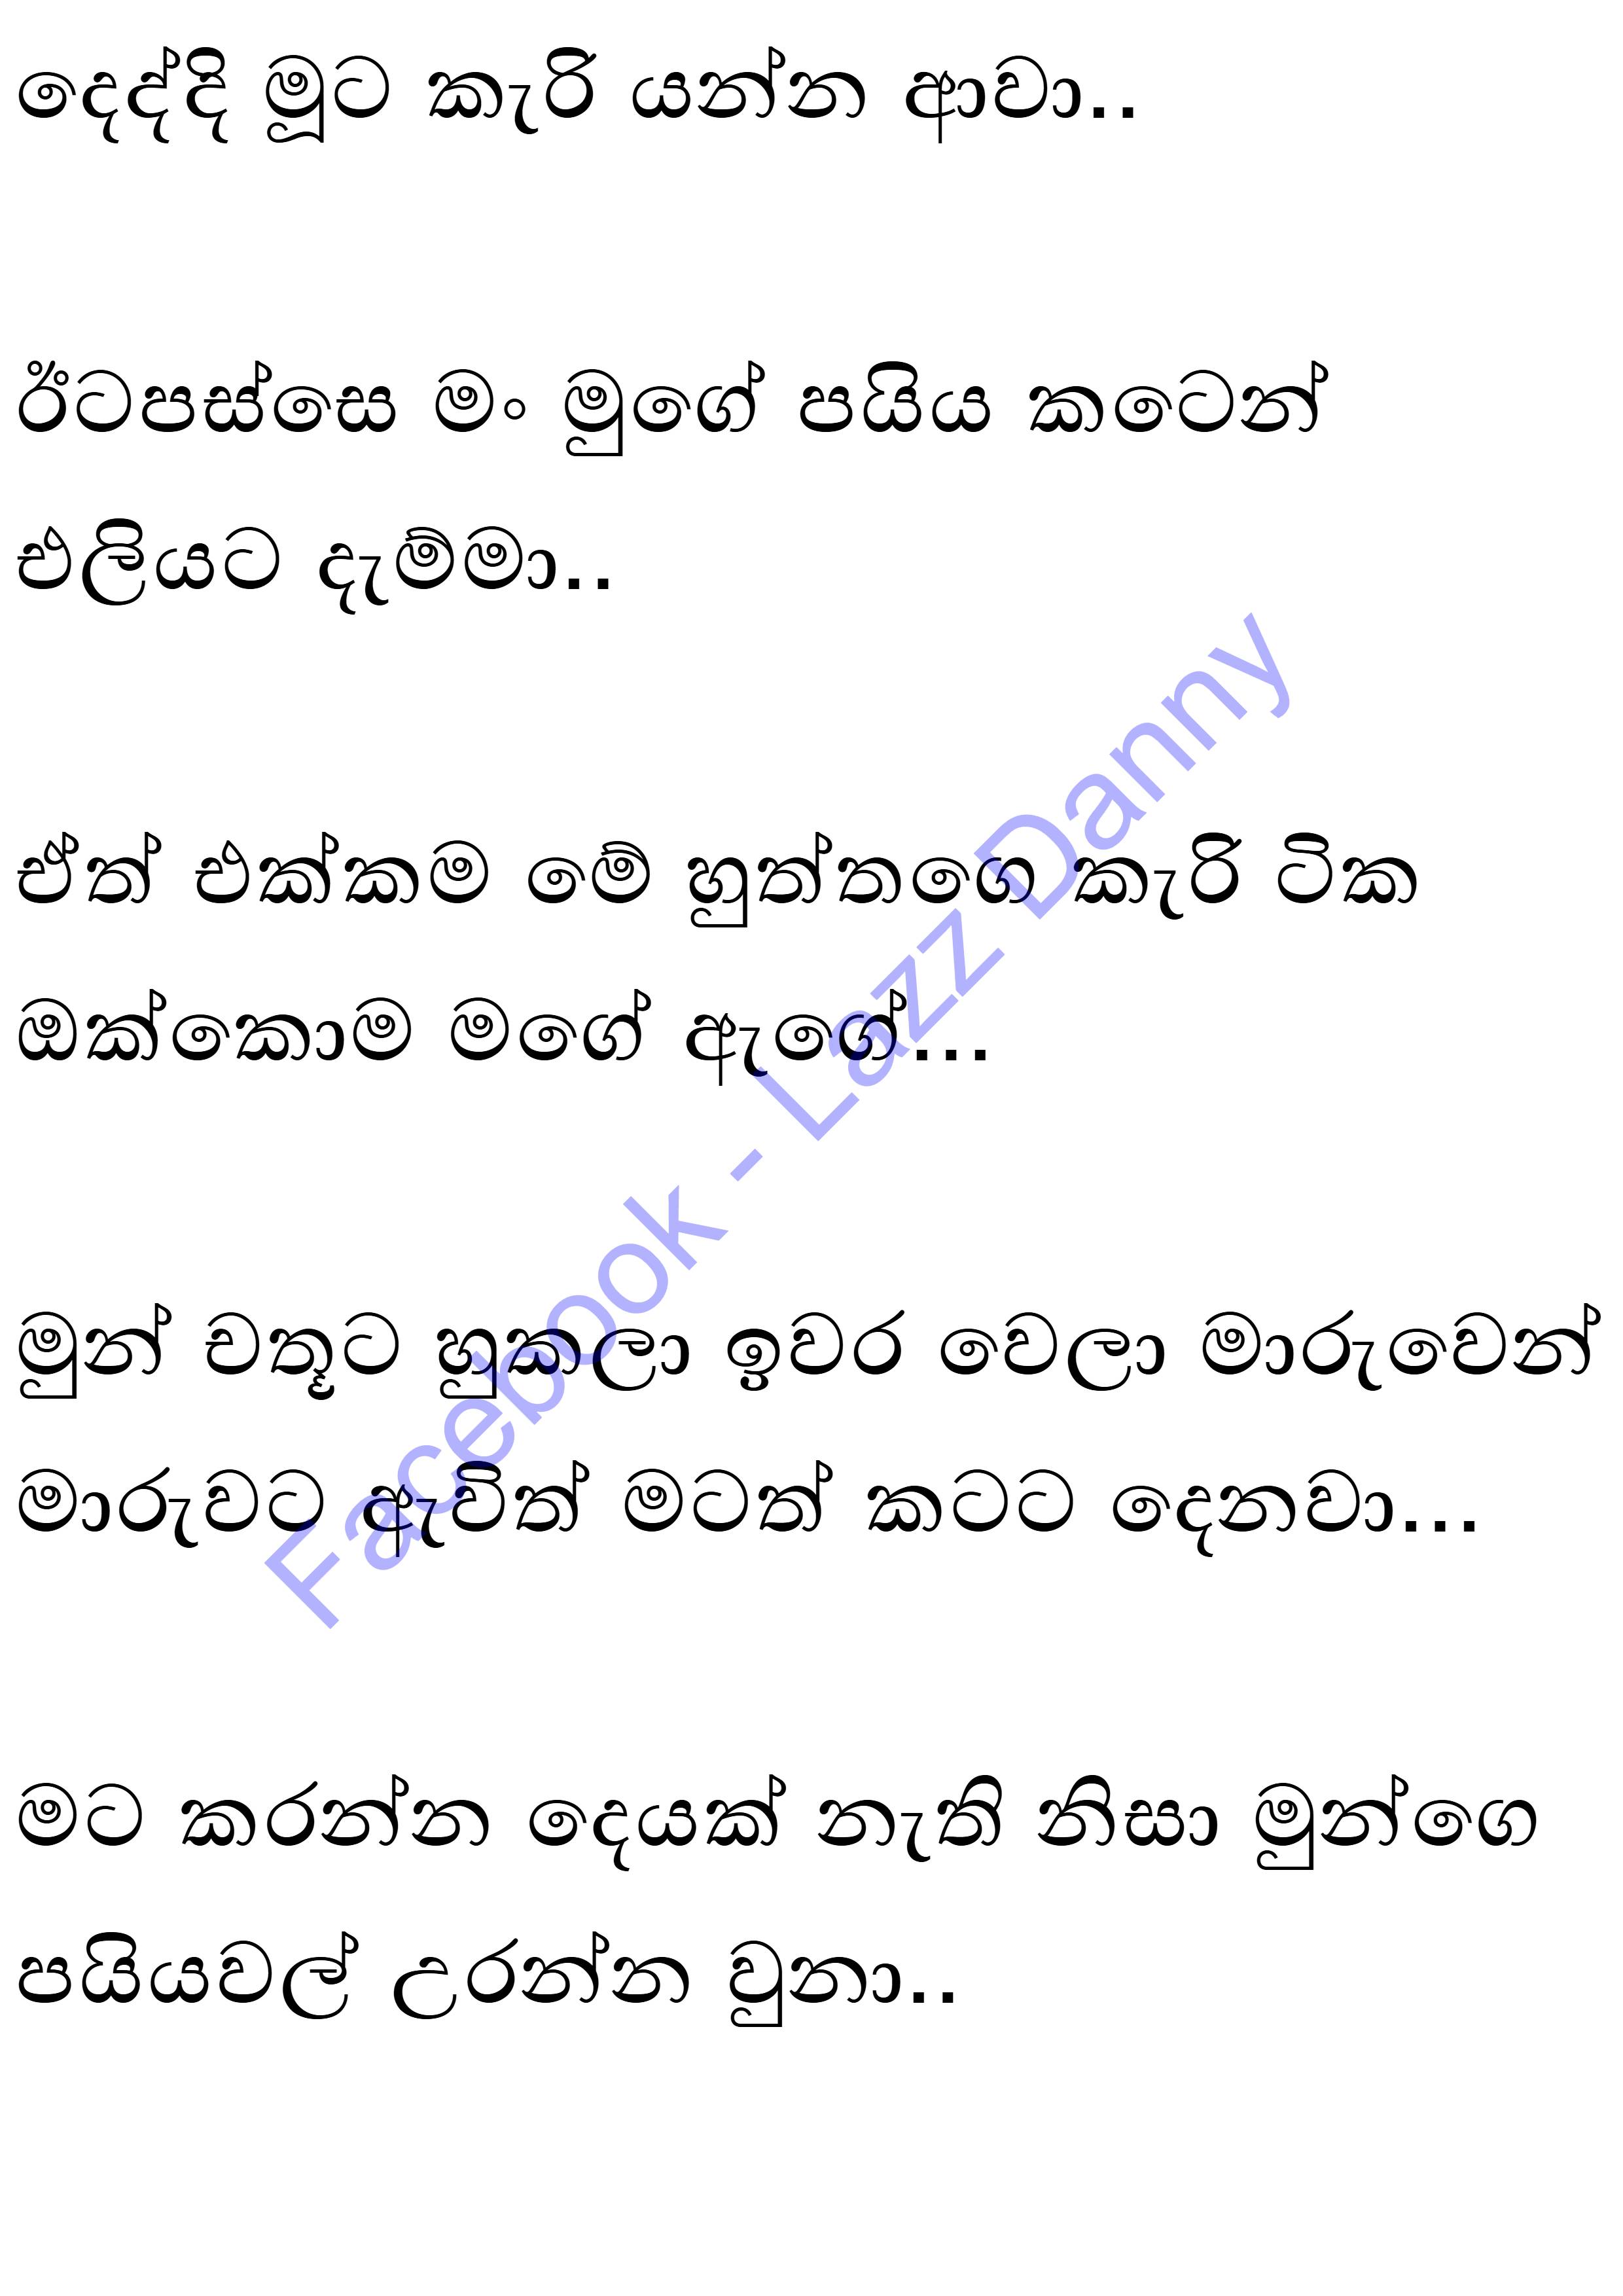 දෙද්දි මූට කැරි යන්න ආවා..
ඊටපස්සෙ මං මුගේ පයිය කටෙන්
එලියට දැම්මා..
ඒත් එක්කම මේ හුත්තගෙ කැරි ටික
ඔක්කොම මගේ ඇගේ...
මුන් චතූට හුකලා ඉවර වෙලා මාරුවෙන්
මාරුවට ඇවිත් මටත් කටට දෙනවා...
මට කරන්න දෙයක් නැති නිසා මුන්ගෙ
පයියවල් උරන්න වුනා..
Facebook - Lazz Danny